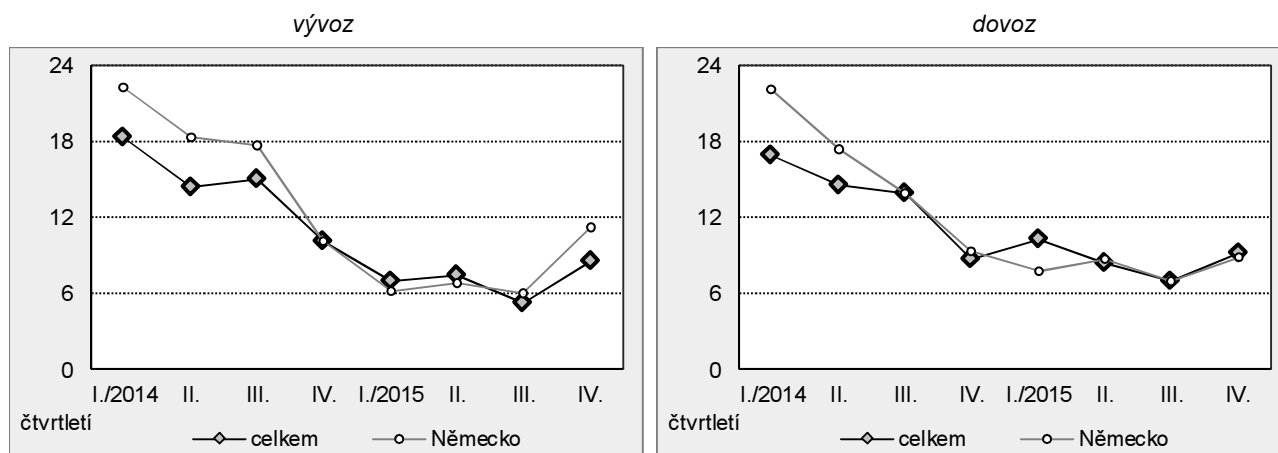 vývoz
24
18
12
6
0
I./2014 II. III. IV. I./2015 II. III. IV.
čtvrtletí
celkem Německo
dovoz
24
18
12
6
0
I./2014 II. III. IV. I./2015 II. III. IV.
čtvrtletí
celkem Německo